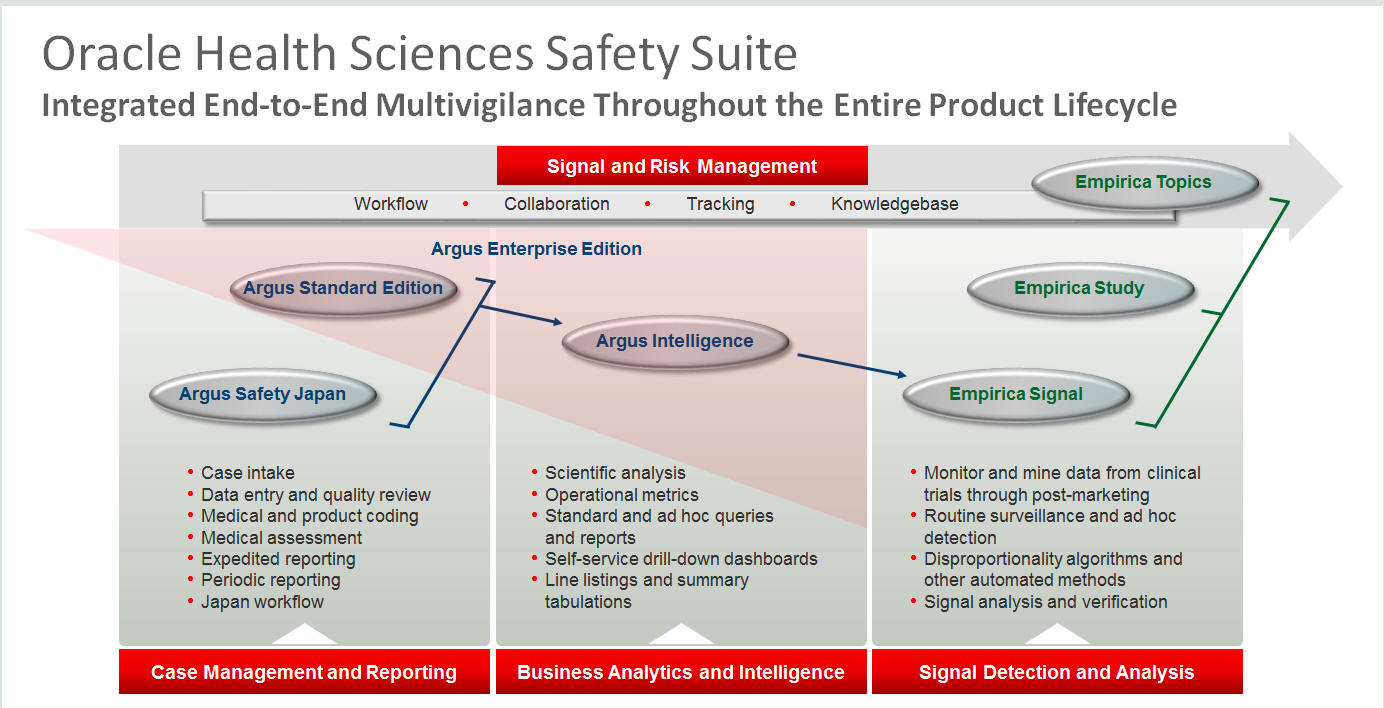 Oracle Health Sciences Safety Suite
Integrated End-to-End Multivigilance Throughout the Entire Product Lifecycle
Signal and Risk Management
Empirica Topics
Workflow • Collaboration • Tracking • Knowledgebase
Argus Enterprise Edition
Argus Standard Edition
Argus Safety Japan
• Case intake
• Data entry and quality review
• Medical and product coding
• Medical assessment
• Expedited reporting
• Periodic reporting
• Japan workflow
Case Management and Reporting
Argus Intelligence
• Scientific analysis
• Operational metrics
• Standard and ad hoc queries
and reports
• Self-service drill-down dashboards
• Line listings and summary
tabulations
Business Analytics and Intelligence
Empirica Study
Empirica Signal
• Monitor and mine data from clinical
trials through post-marketing
• Routine surveillance and ad hoc
detection
• Disproportionality algorithms and
other automated methods
• Signal analysis and verification
Signal Detection and Analysis